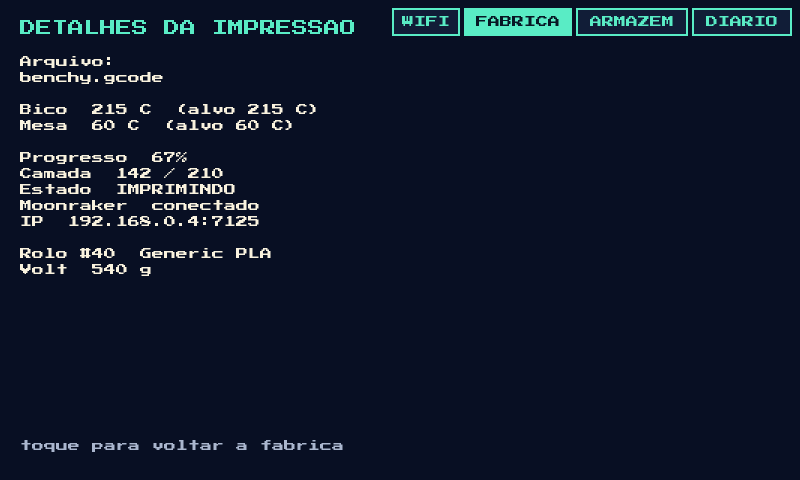 DETALHES DA IMPRESSAO
WIFI
FABRICA
ARMAZEM
DIARIO
Arquivo:
benchy.gcode
Bico  215 C  (alvo 215 C)
Mesa  60 C  (alvo 60 C)
Progresso  67%
Camada  142 / 210
Estado  IMPRIMINDO
Moonraker  conectado
IP  192.168.0.4:7125
Rolo #40  Generic PLA
Volt  540 g
toque para voltar a fabrica